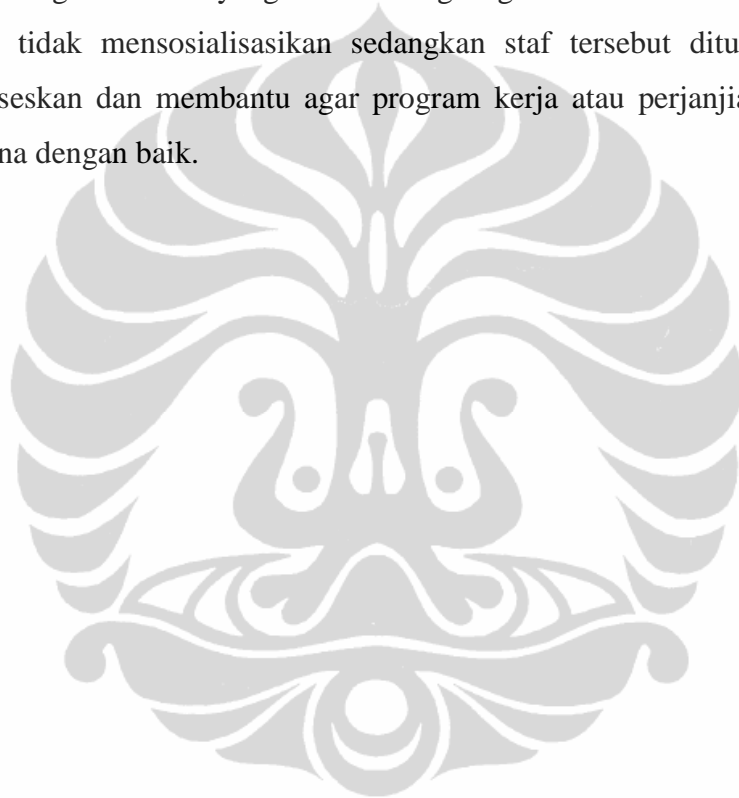 tidak mensosialisasikan sedangkan staf tersebut ditu
seskan dan membantu agar program kerja atau perjanjia
na dengan baik.